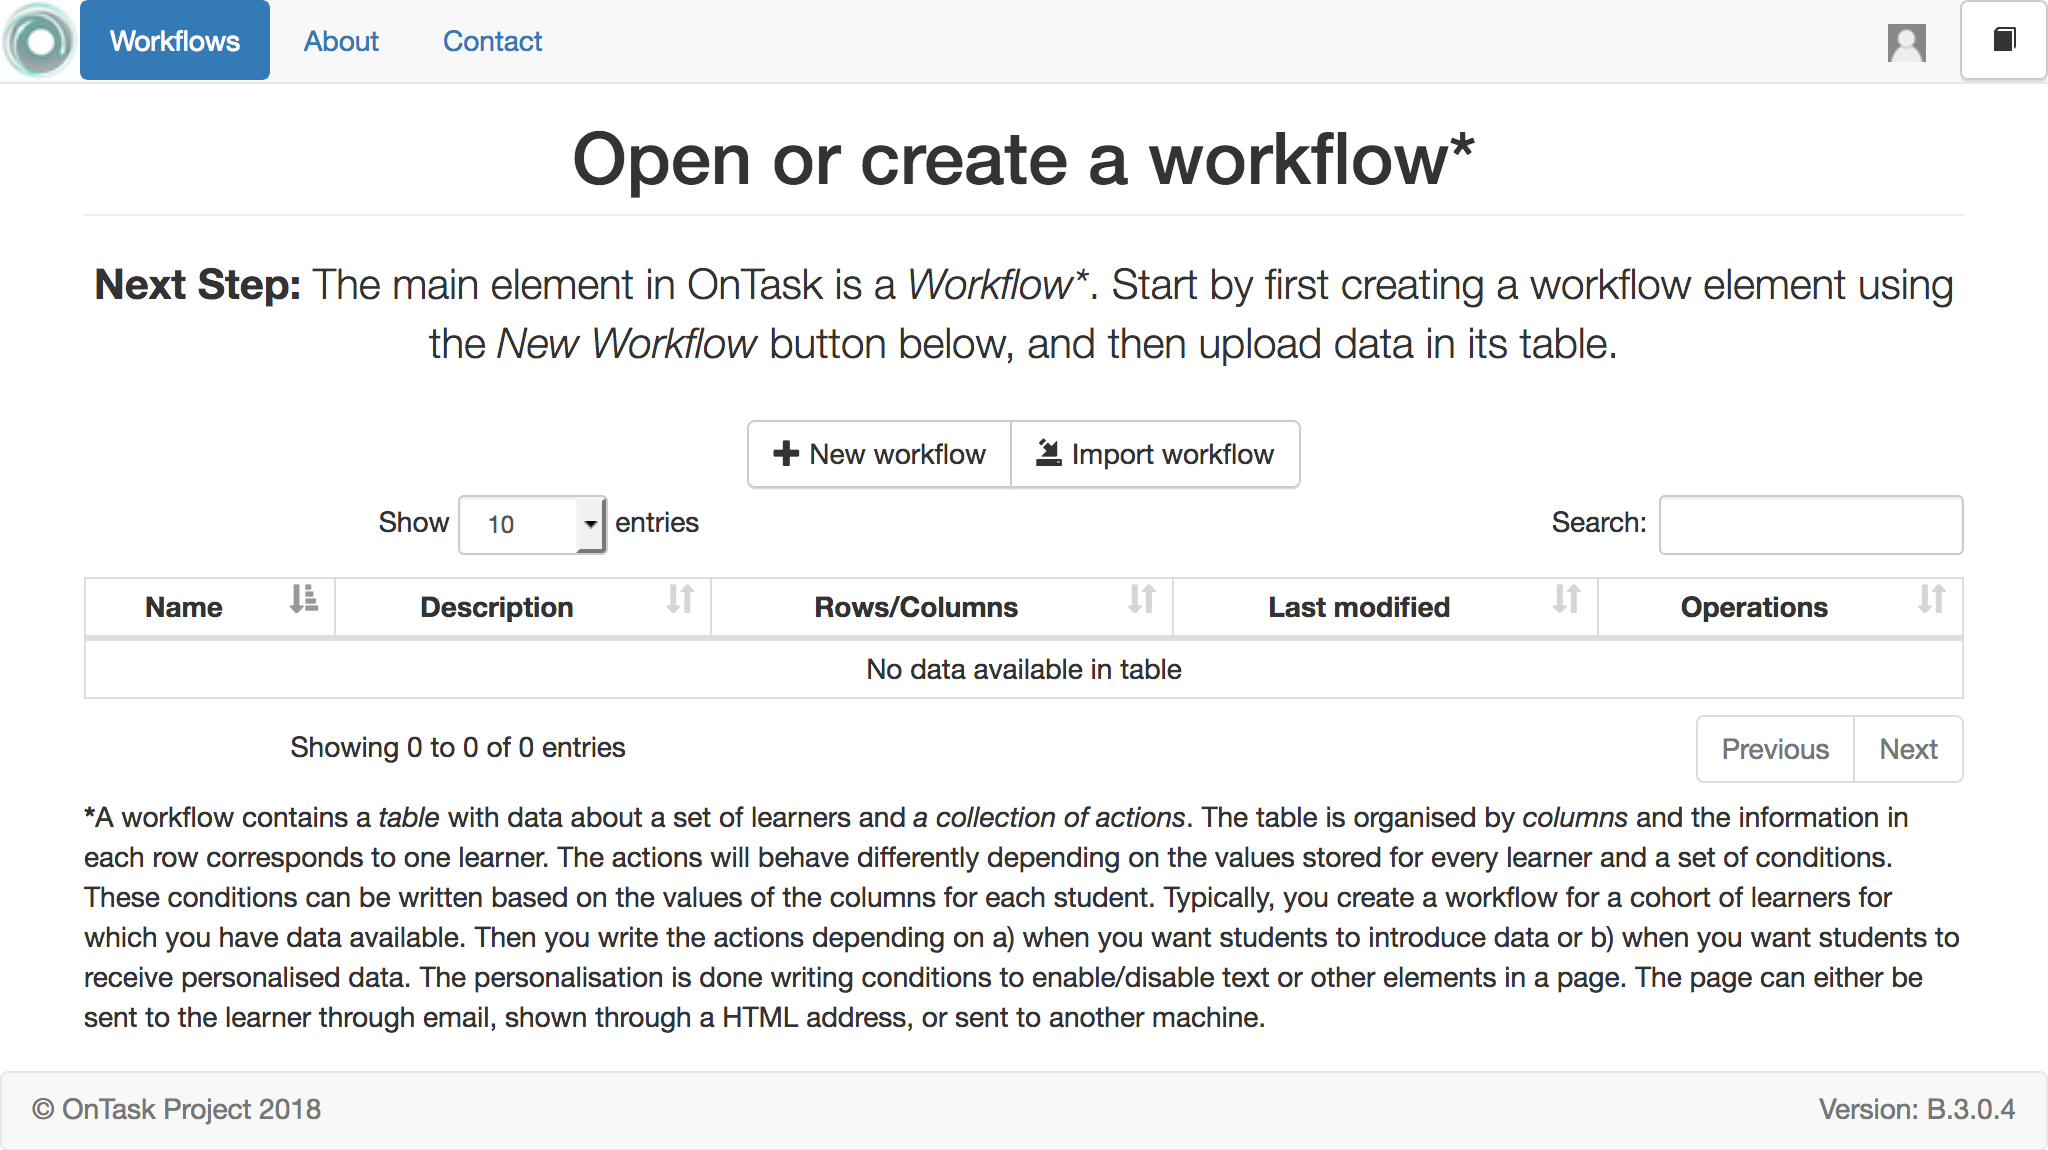 Workflows About Contact
Open or create a workflow*
Next Step: The main element in OnTask is a Workflow*. Start by first creating a workflow element using
the New Workflow button below, and then upload data in its table.
New workflow Import workflow
Show 10 entries Search:
Name Description Rows/Columns Last modified Operations
No data available in table
Showing 0 to 0 of 0 entries Previous Next
*A workflow contains a table with data about a set of learners and a collection of actions. The table is organised by columns and the information in
each row corresponds to one learner. The actions will behave differently depending on the values stored for every learner and a set of conditions.
These conditions can be written based on the values of the columns for each student. Typically, you create a workflow for a cohort of learners for
which you have data available. Then you write the actions depending on a) when you want students to introduce data or b) when you want students to
receive personalised data. The personalisation is done writing conditions to enable/disable text or other elements in a page. The page can either be
sent to the learner through email, shown through a HTML address, or sent to another machine.
© OnTask Project 2018 Version: B.3.0.4